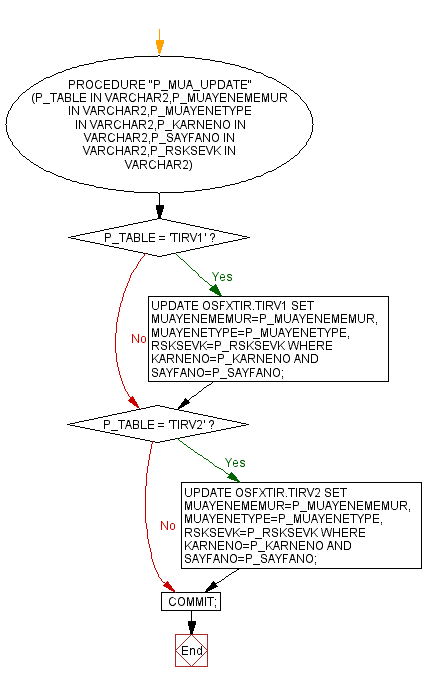 PROCEDURE "P_MUA_UPDATE"
(P_TABLE IN VARCHAR2,P_MUAYENEMEMUR
IN VARCHAR2,P_MUAYENETYPE
IN VARCHAR2,P_KARNENO IN
VARCHAR2,P_SAYFANO IN
VARCHAR2,P_RSKSEVK IN
VARCHAR2)
P_TABLE = 'TIRV1' ?
Yes
UPDATE OSFXTIR.TIRV1 SET
MUAYENEMEMUR=P_MUAYENEMEMUR,
MUAYENETYPE=P_MUAYENETYPE,
RSKSEVK=P_RSKSEVK WHERE
KARNENO=P_KARNENO AND
SAYFANO=P_SAYFANO;
No
P_TABLE = 'TIRV2' ?
Yes
UPDATE OSFXTIR.TIRV2 SET
MUAYENEMEMUR=P_MUAYENEMEMUR,
MUAYENETYPE=P_MUAYENETYPE,
RSKSEVK=P_RSKSEVK WHERE
KARNENO=P_KARNENO AND
SAYFANO=P_SAYFANO;
No
COMMIT;
End